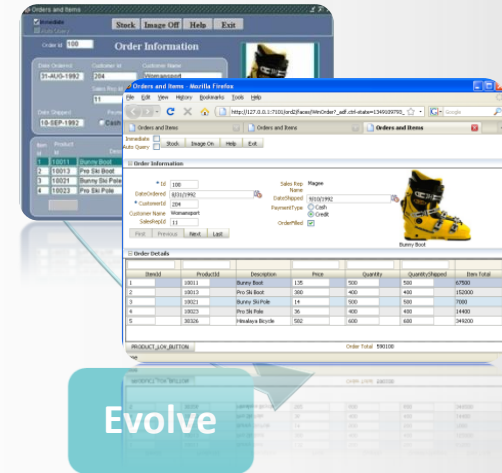 Orders and Items
Immediate
Auto Query
Stock Image Off Help Exit
Order Id 100
Order Information
Date Ordered Customer Id Customer Name
31-AUG-1992 204 Womansport
Sales Rep Id
11
Date Shipped
10-SEP-1992 Cash
Item Product
Id Id
1 10011 Bunny Boot
2 10013 Pro Ski Boot
3 10021 Bunny Ski Pole
4 10023 Pro Ski Pole
Orders and Items - Mozilla Firefox
File Edit View History Bookmarks Tools Help
Google
Orders and Items Orders and Items Orders and Items
Immediate
Auto Query Stock Image On Help Exit
Order Information
* Id 100
DateOrdered 8/31/1992
* CustomerId 204
Customer Name Womansport
SalesRepId 11
Sales Rep Name Magee
DateShipped 9/10/1992
PaymentType Cash
Credit
OrderFilled
First Previous Next Last
Bunny Boot
Order Details
ItemId ProductId Description Price Quantity QuantityShipped Item Total
1 10011 Bunny Boot 135 500 500 67500
2 10013 Pro Ski Boot 380 400 400 152000
3 10021 Bunny Ski Pole 14 500 500 7000
4 10023 Pro Ski Pole 36 400 400 14400
5 30326 Himalaya Bicycle 582 600 600 349200
PRODUCT_LOV_BUTTON Order Total 590100
Evolve